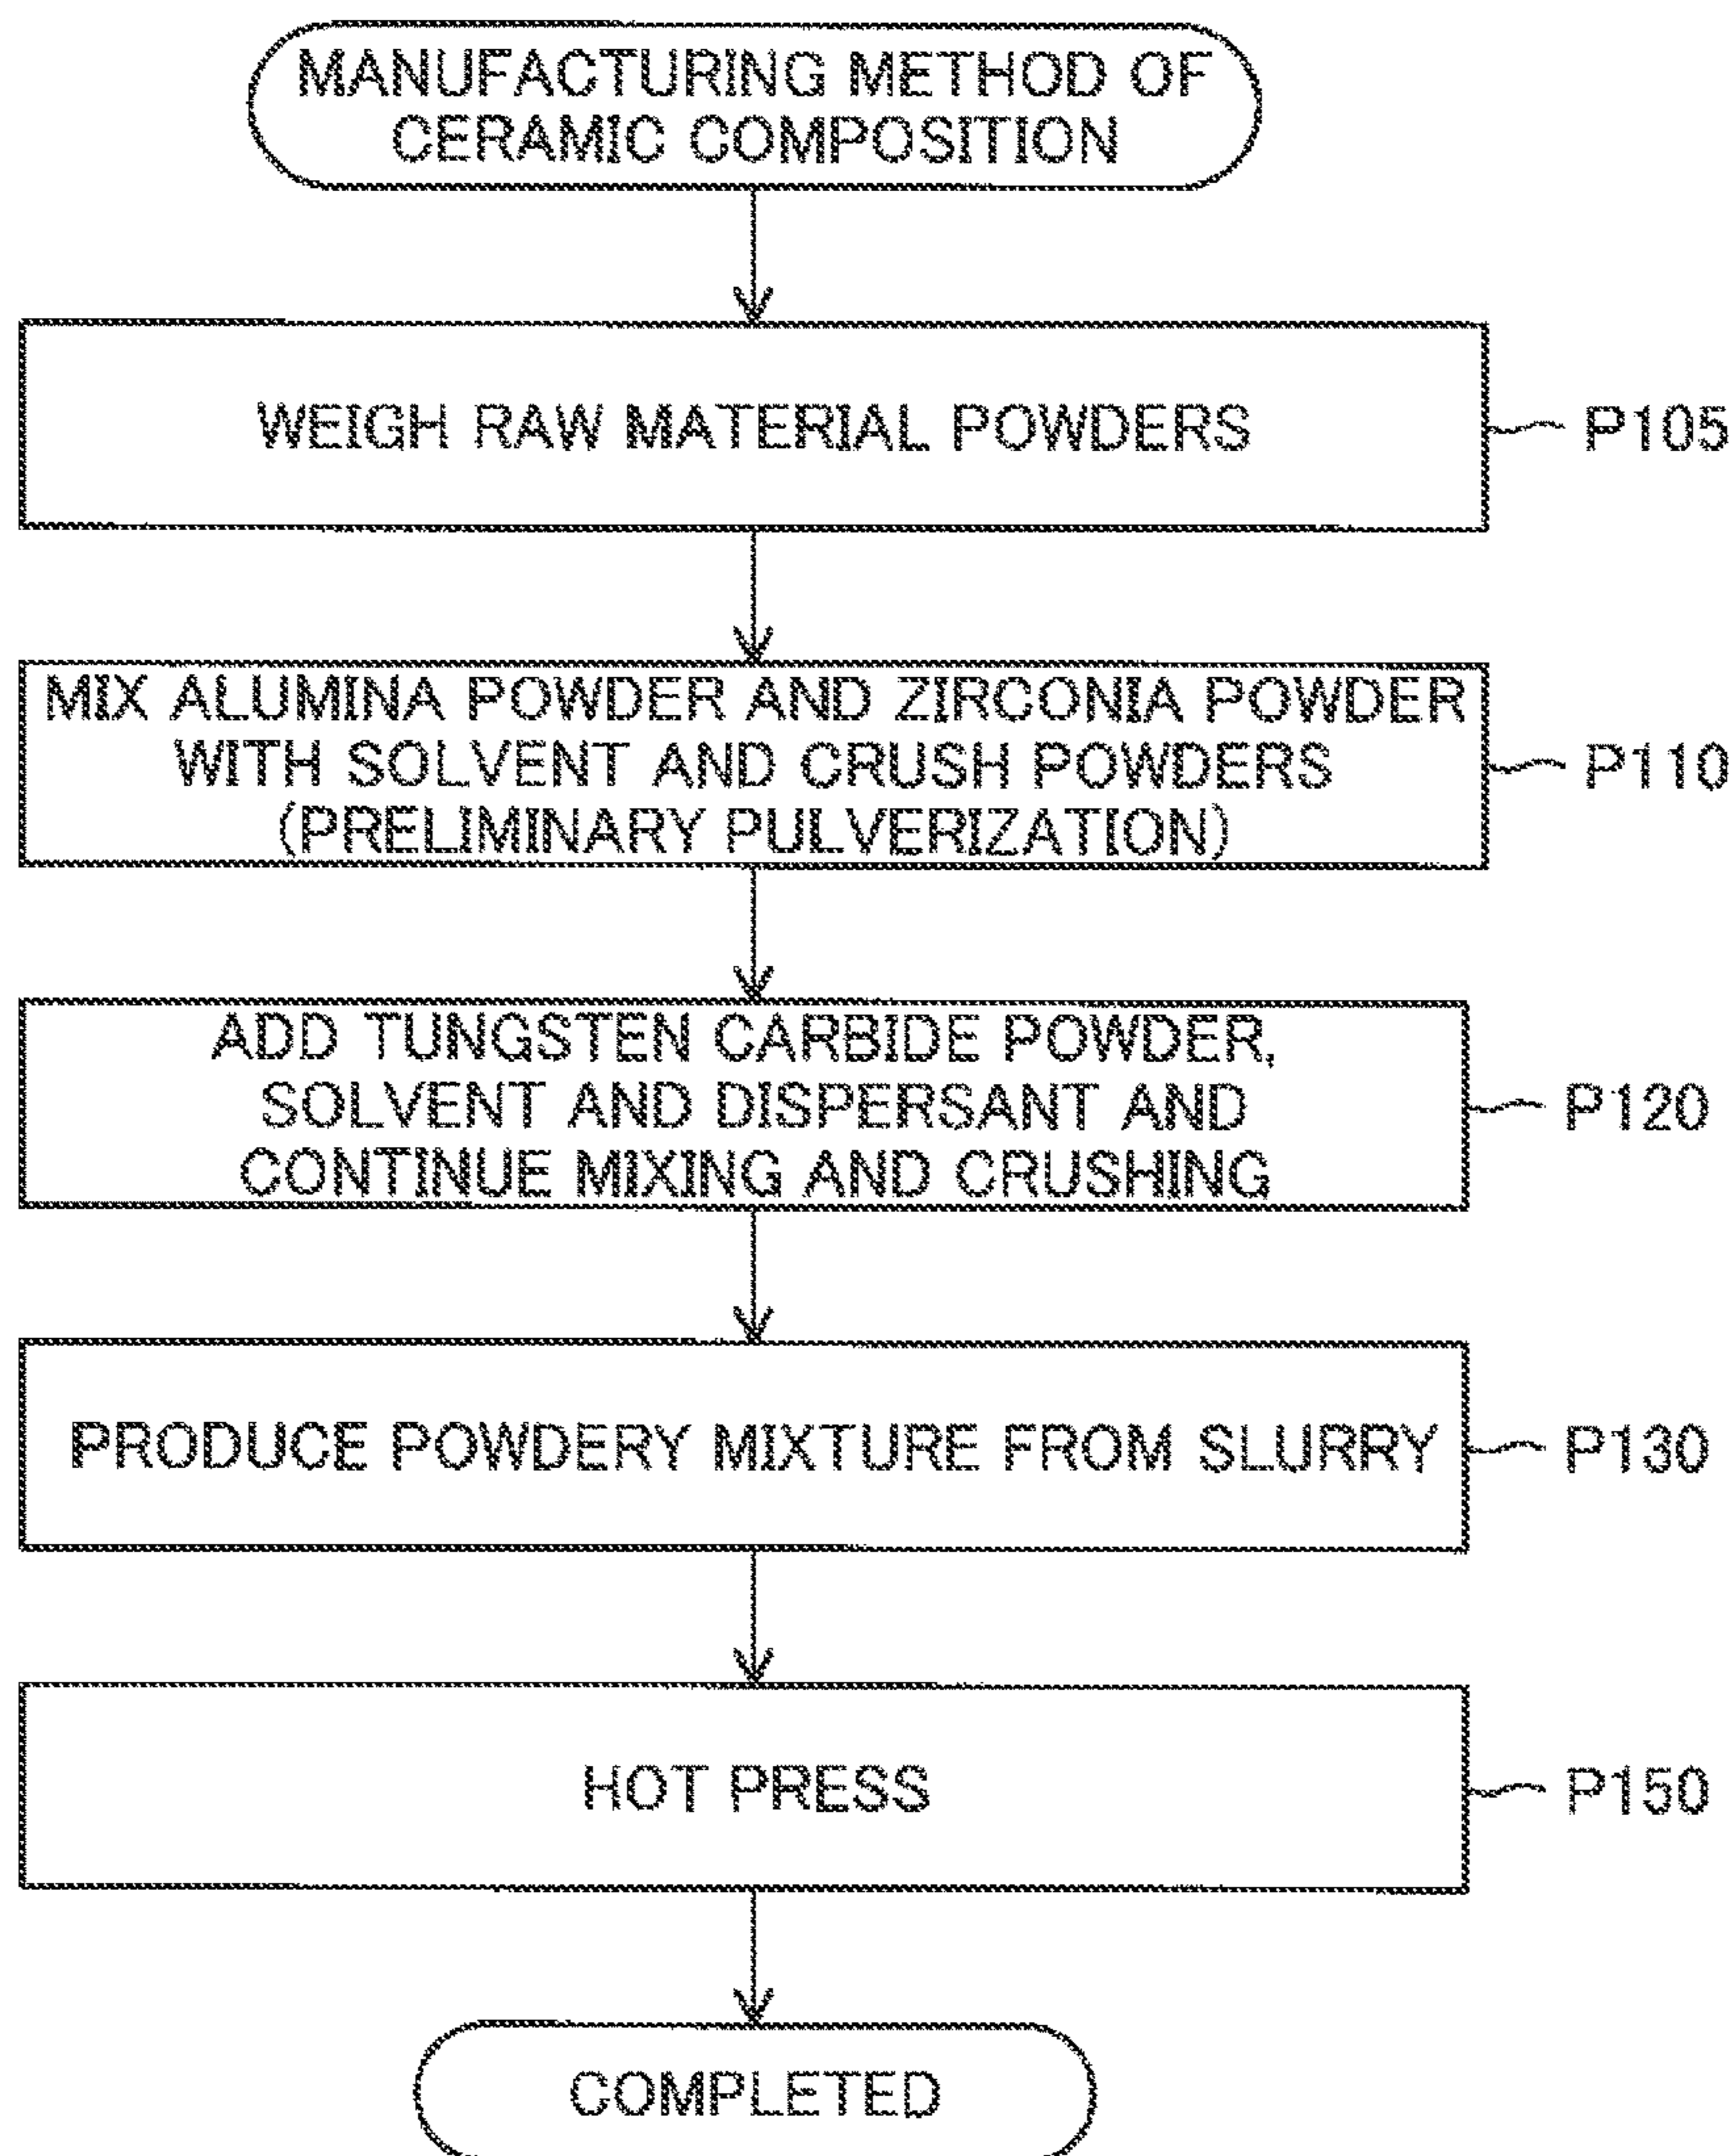 MANUFACTURING METHOD OF
CERAMIC COMPOSITION
WEIGH RAW MATERIAL POWDERS
P105
MIX ALUMINA POWDER AND ZIRCONIA POWDER
WITH SOLVENT AND CRUSH POWDERS
(PRELIMINARY PULVERIZATION)
P110
ADD TUNGSTEN CARBIDE POWDER,
SOLVENT AND DISPERSANT AND
CONTINUE MIXING AND CRUSHING
P120
PRODUCE POWDERY MIXTURE FROM SLURRY
P130
HOT PRESS
P150
COMPLETED